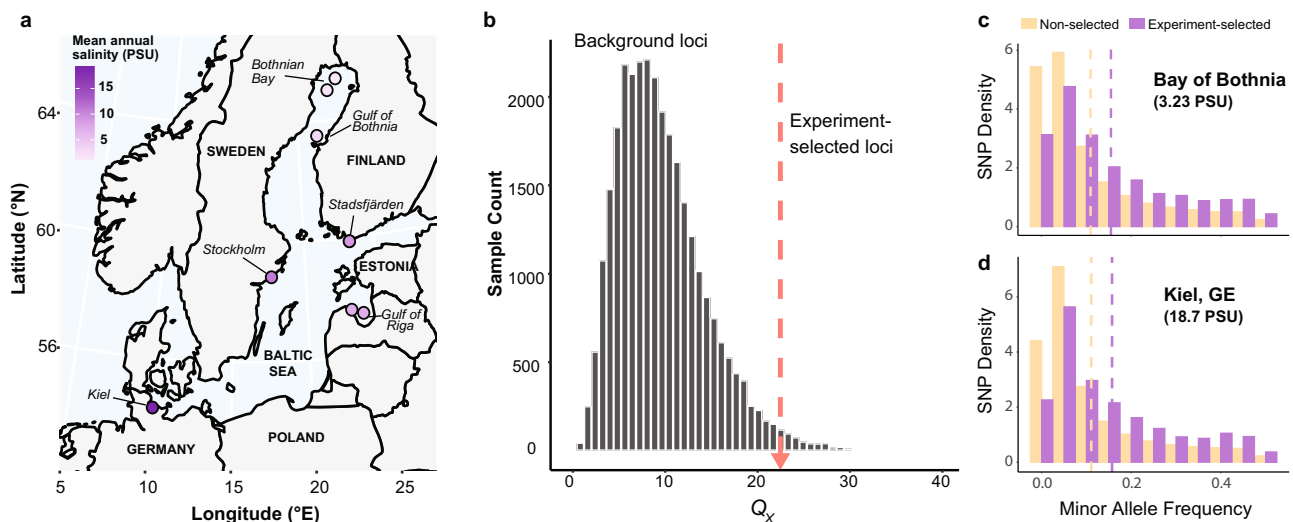 a
Mean annual
salinity (PSU)
15
10
5
Bothnian
Bay
Gulf of
Bothnia
SWEDEN
FINLAND
Stadsfjärden
Stockholm
ESTONIA
Gulf of
Riga
BALTIC
SEA
Kiel
GERMANY
POLAND
64
60
56
Latitude (°N)
5
10
15
20
25
Longitude (°E)
b
Background loci
Experiment-
selected loci
2000
1500
1000
500
0
Sample Count
0
10
20
30
40
Qx
c
Non-selected
Experiment-selected
6
4
2
0
SNP Density
Bay of Bothnia
(3.23 PSU)
d
6
4
2
0
SNP Density
Kiel, GE
(18.7 PSU)
0.0
0.2
0.4
Minor Allele Frequency